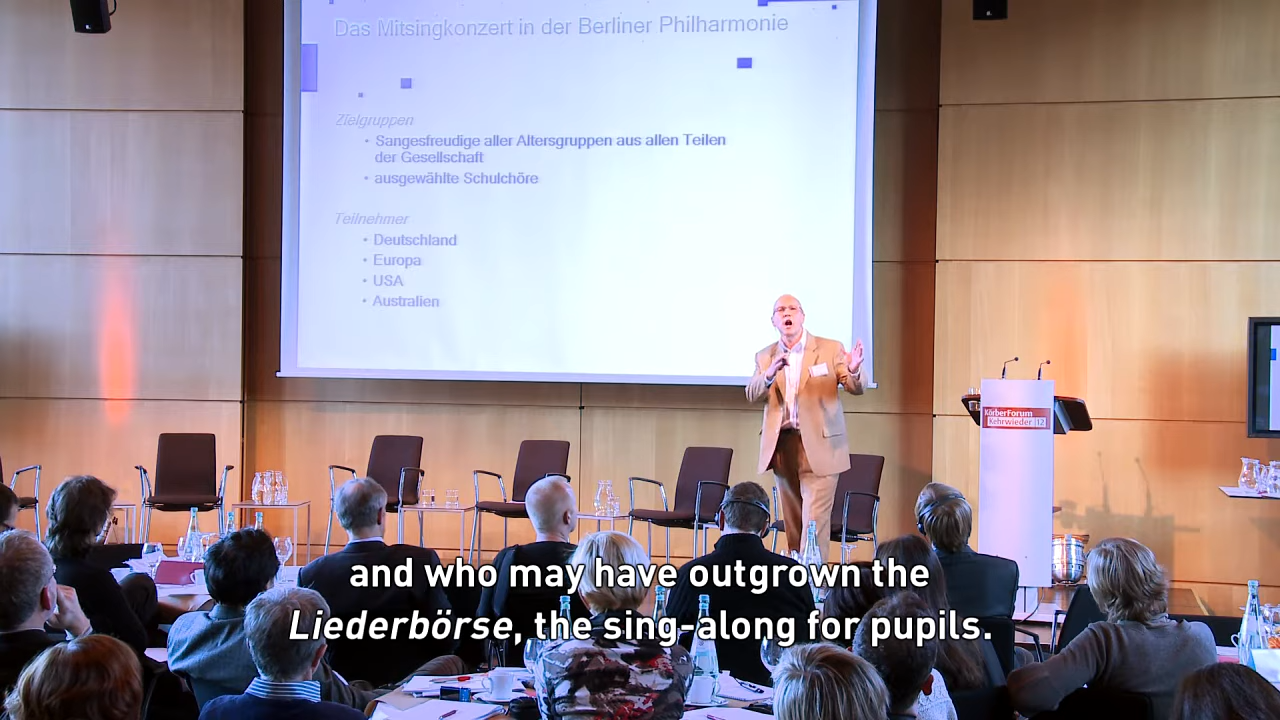 Das Mitsingkonzert in der Berliner Philharmonie
Zielgruppen
• Sangesfreudige aller Altersgruppen aus allen Teilen
der Gesellschaft
• ausgewählte Schulchöre
Teilnehmer
• Deutschland
• Europa
• USA
• Australien
KörberForum
Kehrwieder |12
and who may have outgrown the
Liederbörse, the sing-along for pupils.